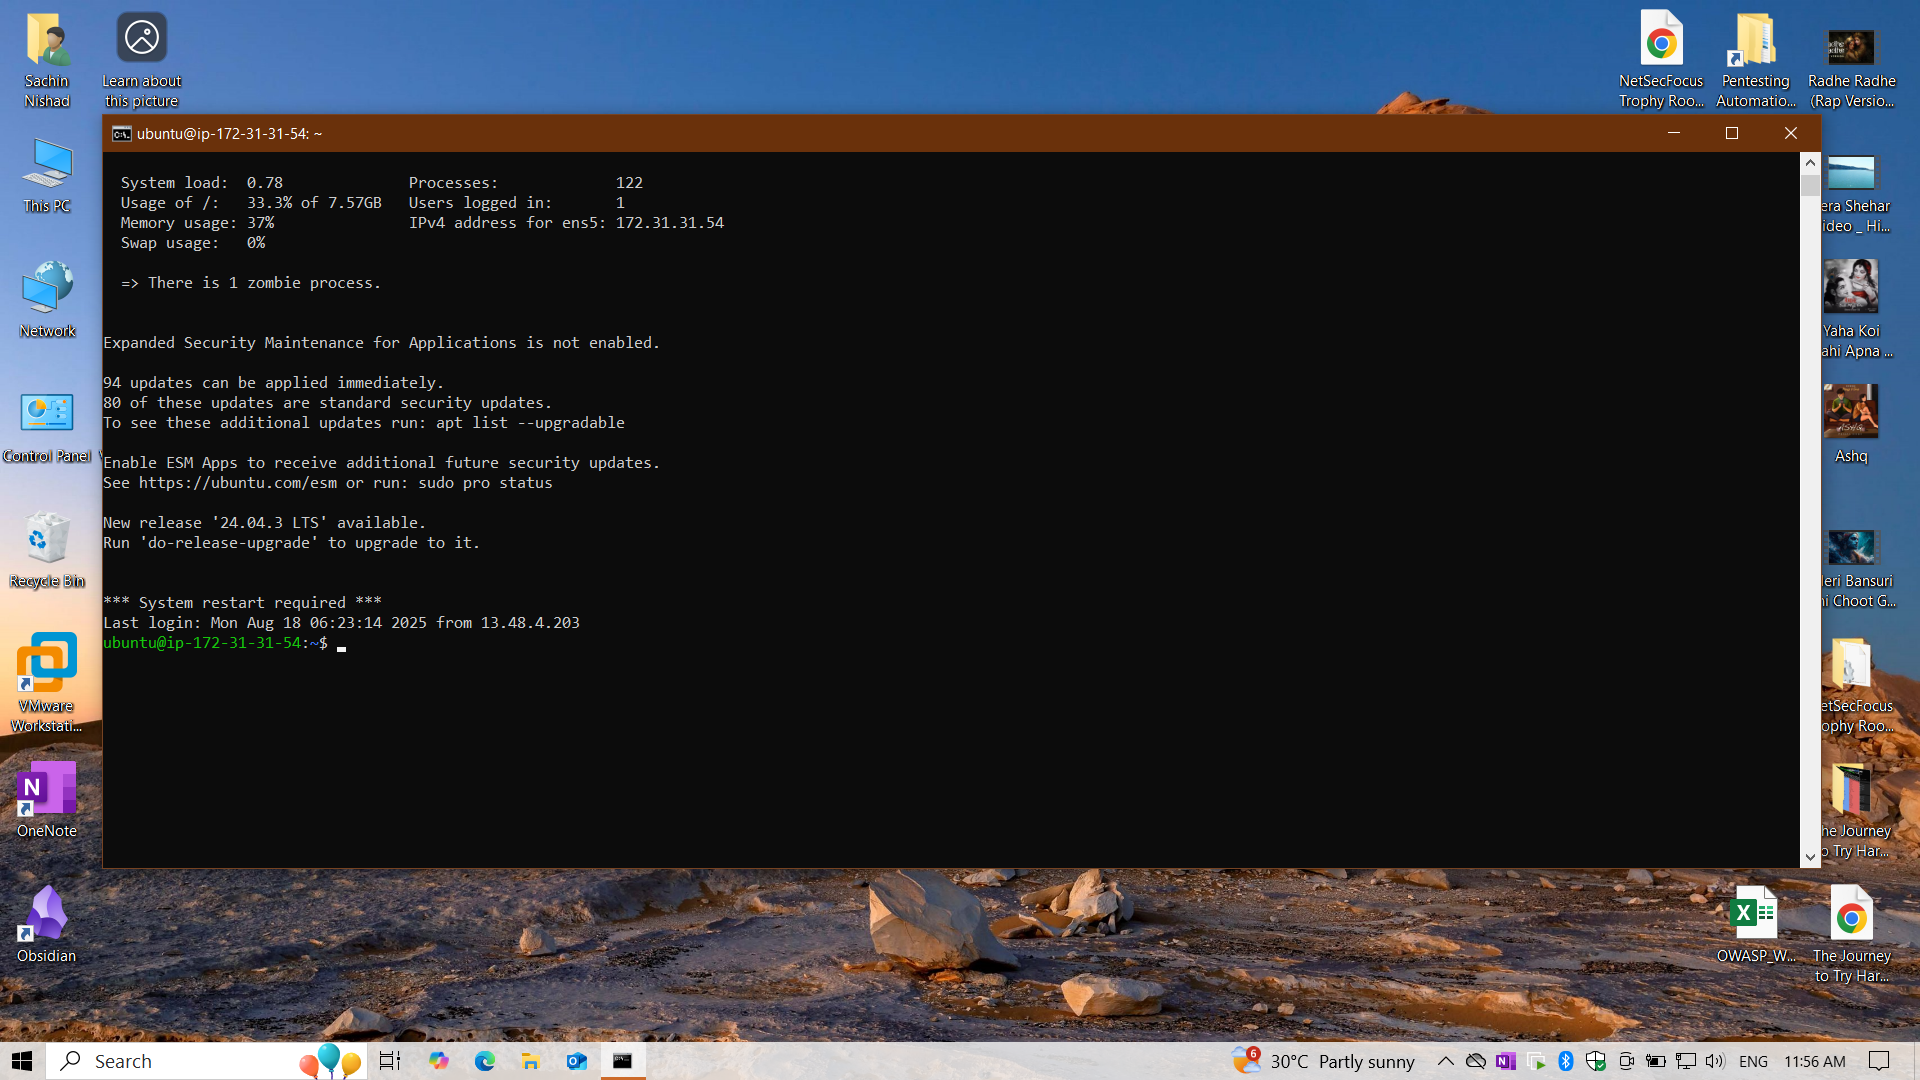 Sachin
Nishad
Learn about
this picture
NetSecFocus
Trophy Roo...
Pentesting
Automatio...
Radhe Radhe
(Rap Versio...
ubuntu@ip-172-31-31-54: ~
System load:  0.78              Processes:             122
Usage of /:   33.3% of 7.57GB   Users logged in:       1
Memory usage: 37%               IPv4 address for ens5: 172.31.31.54
Swap usage:   0%
=> There is 1 zombie process.
Expanded Security Maintenance for Applications is not enabled.
94 updates can be applied immediately.
80 of these updates are standard security updates.
To see these additional updates run: apt list --upgradable
Enable ESM Apps to receive additional future security updates.
See https://ubuntu.com/esm or run: sudo pro status
New release '24.04.3 LTS' available.
Run 'do-release-upgrade' to upgrade to it.
*** System restart required ***
Last login: Mon Aug 18 06:23:14 2025 from 13.48.4.203
ubuntu@ip-172-31-31-54:~$
This PC
Network
Control Panel
Recycle Bin
VMware
Workstati...
OneNote
Obsidian
era Shehar
ideo _ Hi...
Yaha Koi
ahi Apna ...
Ashq
eri Bansuri
i Choot G...
etSecFocus
ophy Roo...
he Journey
o Try Har...
OWASP_W...
The Journey
to Try Har...
Search
6
30°C Partly sunny
ENG
11:56 AM